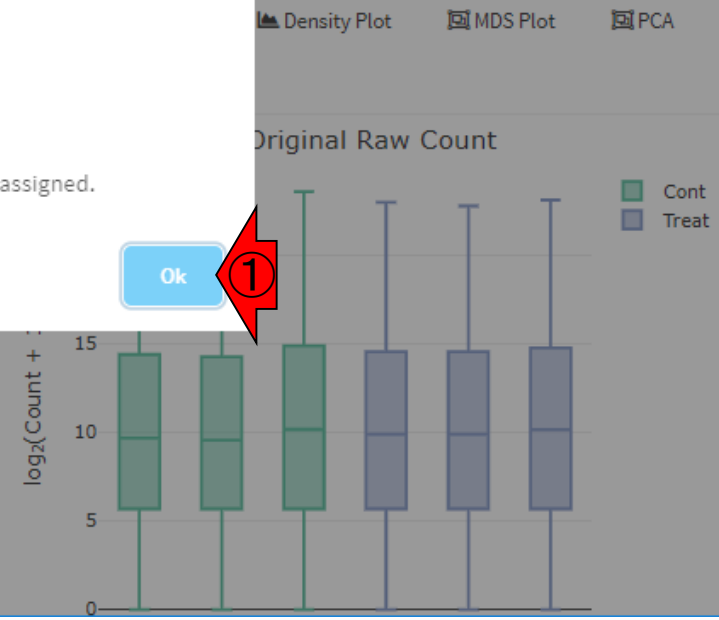 Density Plot MDS Plot PCA
Original Raw Count
assigned.
Cont
Treat
Ok
①
log₂(Count +
15
10
5
0